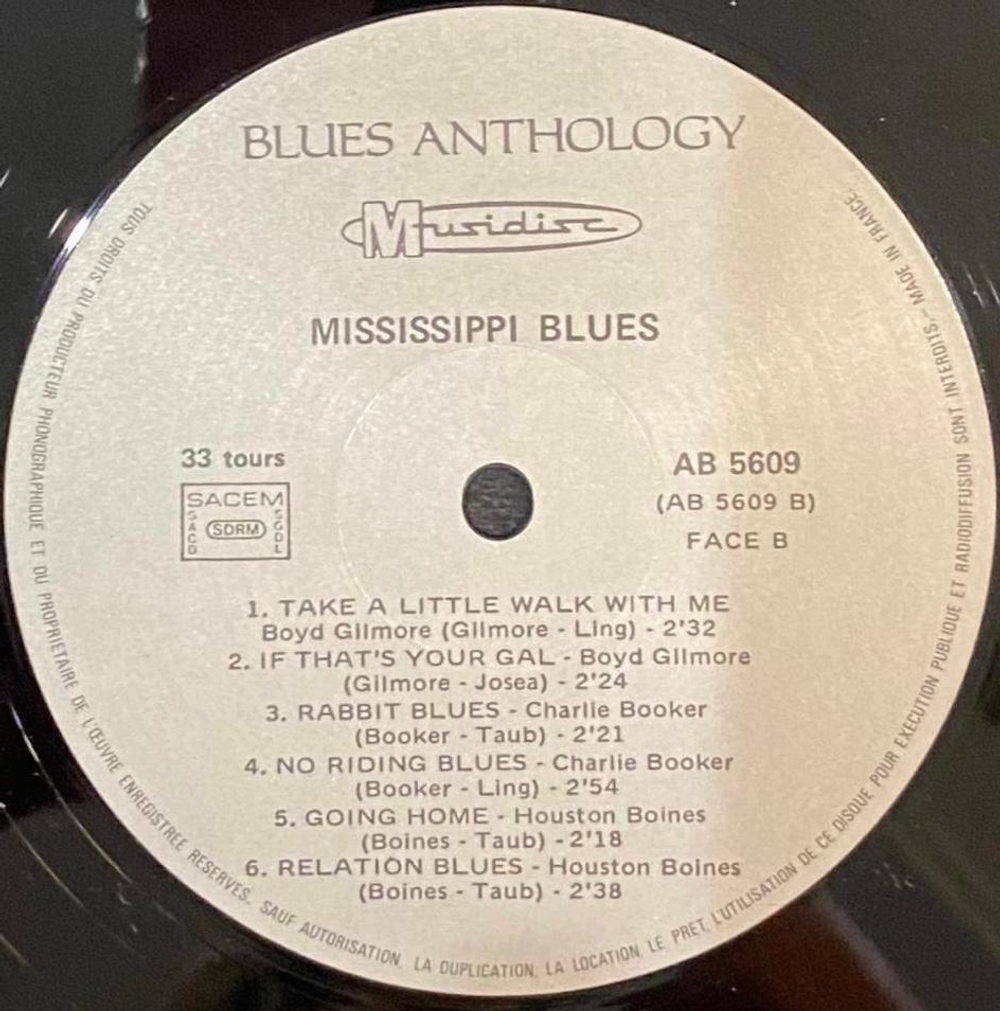 BLUES ANTHOLOGY
Musidisc
MISSISSIPPI BLUES
33 tours
SACEM
SACD
SDRM
SGDL
AB 5609
(AB 5609 B)
FACE B
1. TAKE A LITTLE WALK WITH ME
Boyd Gilmore (Gilmore - Ling) - 2'32
2. IF THAT'S YOUR GAL - Boyd Gilmore
(Gilmore - Josea) - 2'24
3. RABBIT BLUES - Charlie Booker
(Booker - Taub) - 2'21
4. NO RIDING BLUES - Charlie Booker
(Booker - Ling) - 2'54
5. GOING HOME - Houston Boines
(Boines - Taub) - 2'18
6. RELATION BLUES - Houston Boines
(Boines - Taub) - 2'38
TOUS DROITS DU PRODUCTEUR PHONOGRAPHIQUE ET DU PROPRIETAIRE DE L'ŒUVRE ENREGISTREE RESERVES. SAUF AUTORISATION, LA DUPLICATION, LA LOCATION, LE PRET, L'UTILISATION DE CE DISQUE POUR EXECUTION PUBLIQUE ET RADIODIFFUSION SONT INTERDITS. - MADE IN FRANCE